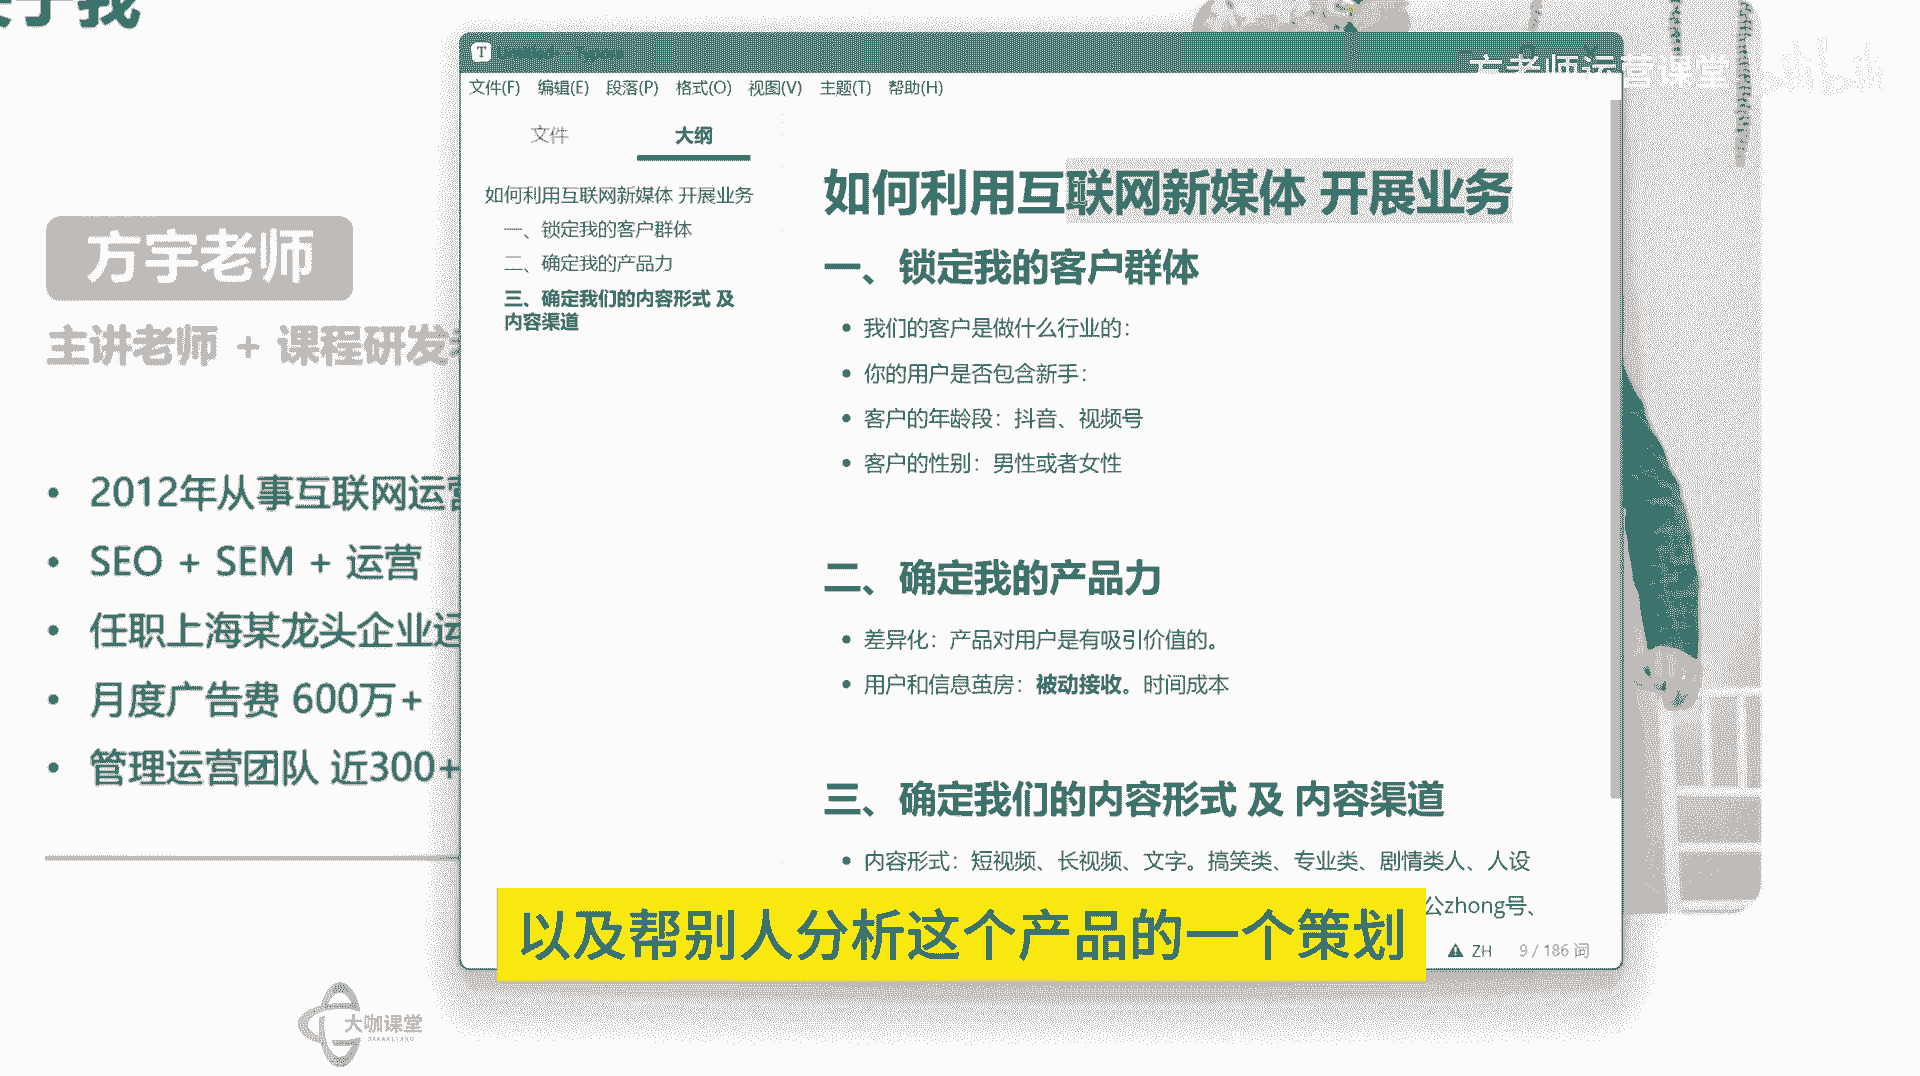 关于我
方老师运营课堂
Untitled - Typora
文件(F) 编辑(E) 段落(P) 格式(O) 视图(V) 主题(T) 帮助(H)
文件 大纲
如何利用互联网新媒体 开展业务
一、锁定我的客户群体
二、确定我的产品力
三、确定我们的内容形式 及
内容渠道
如何利用互联网新媒体 开展业务
一、锁定我的客户群体
我们的客户是做什么行业的：
你的用户是否包含新手：
客户的年龄段：抖音、视频号
客户的性别：男性或者女性
二、确定我的产品力
差异化：产品对用户是有吸引价值的。
用户和信息茧房：被动接收。时间成本
三、确定我们的内容形式 及 内容渠道
内容形式：短视频、长视频、文字。搞笑类、专业类、剧情类人、人设
公zhong号、
ZH 9 / 186 词
方宇老师
主讲老师 + 课程研发
2012年从事互联网运营
SEO + SEM + 运营
任职上海某龙头企业运
月度广告费 600万+
管理运营团队 近300+
以及帮别人分析这个产品的一个策划
大咖课堂